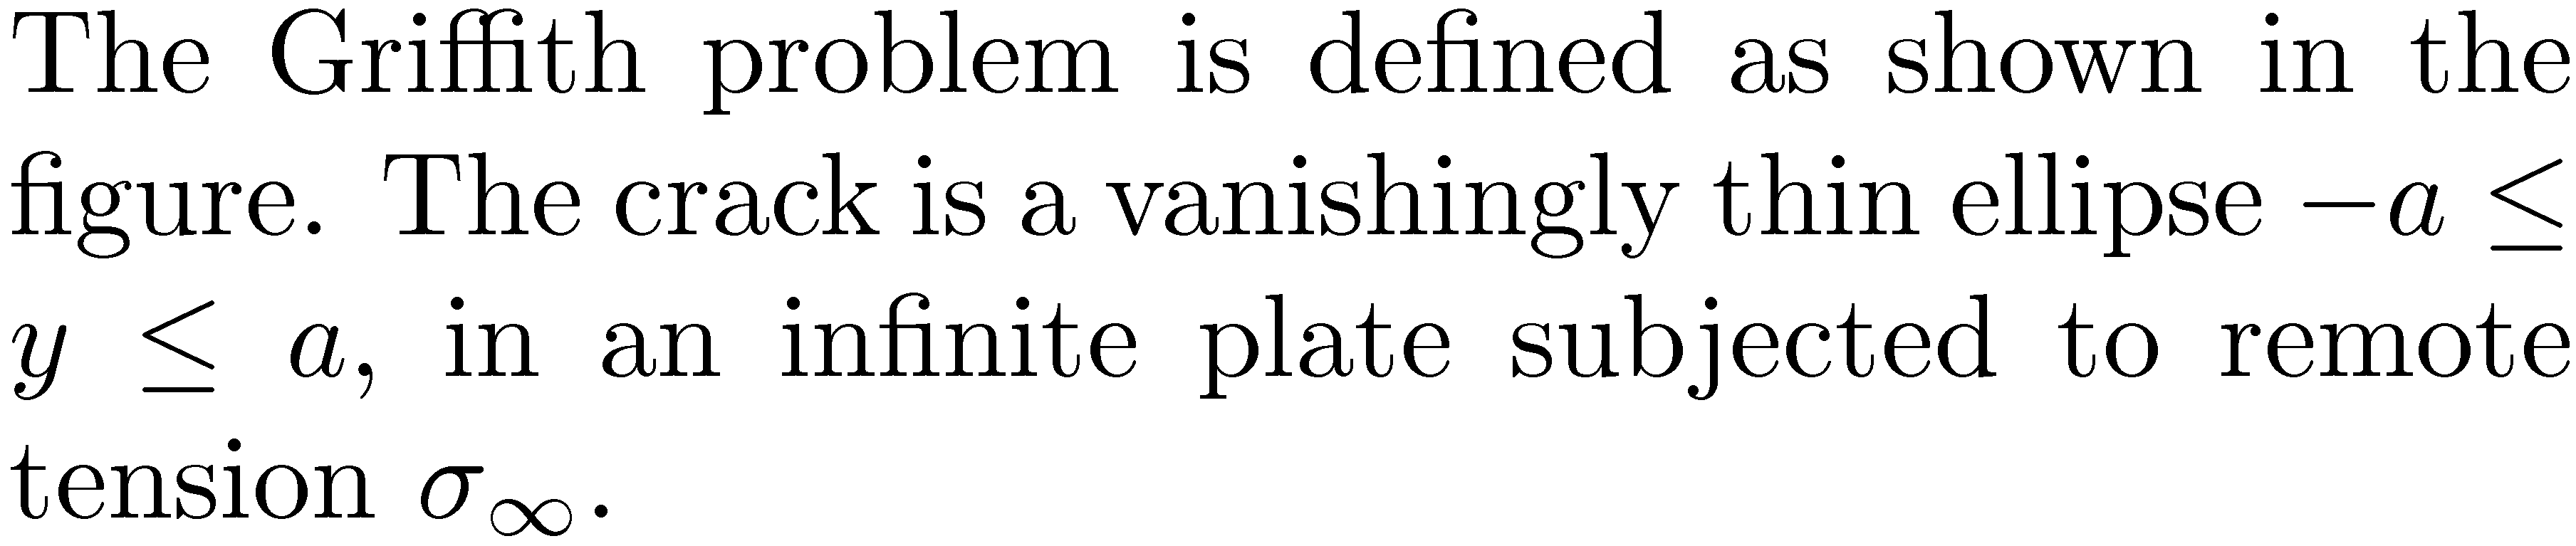 The Griffith problem is defined as shown in the
figure. The crack is a vanishingly thin ellipse −a ≤
y ≤ a, in an infinite plate subjected to remote
tension σ∞.